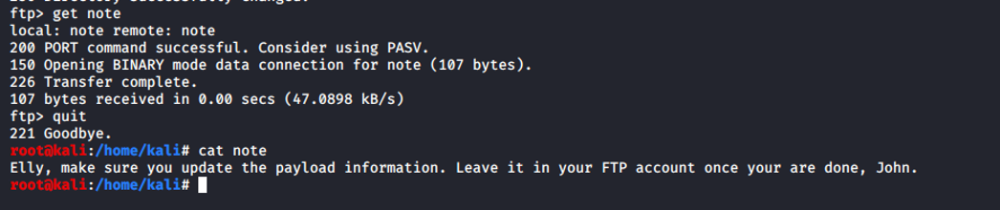 ftp> get note
local: note remote: note
200 PORT command successful. Consider using PASV.
150 Opening BINARY mode data connection for note (107 bytes).
226 Transfer complete.
107 bytes received in 0.00 secs (47.0898 kB/s)
ftp> quit
221 Goodbye.
root@kali:/home/kali# cat note
Elly, make sure you update the payload information. Leave it in your FTP account once your are done, John.
root@kali:/home/kali#